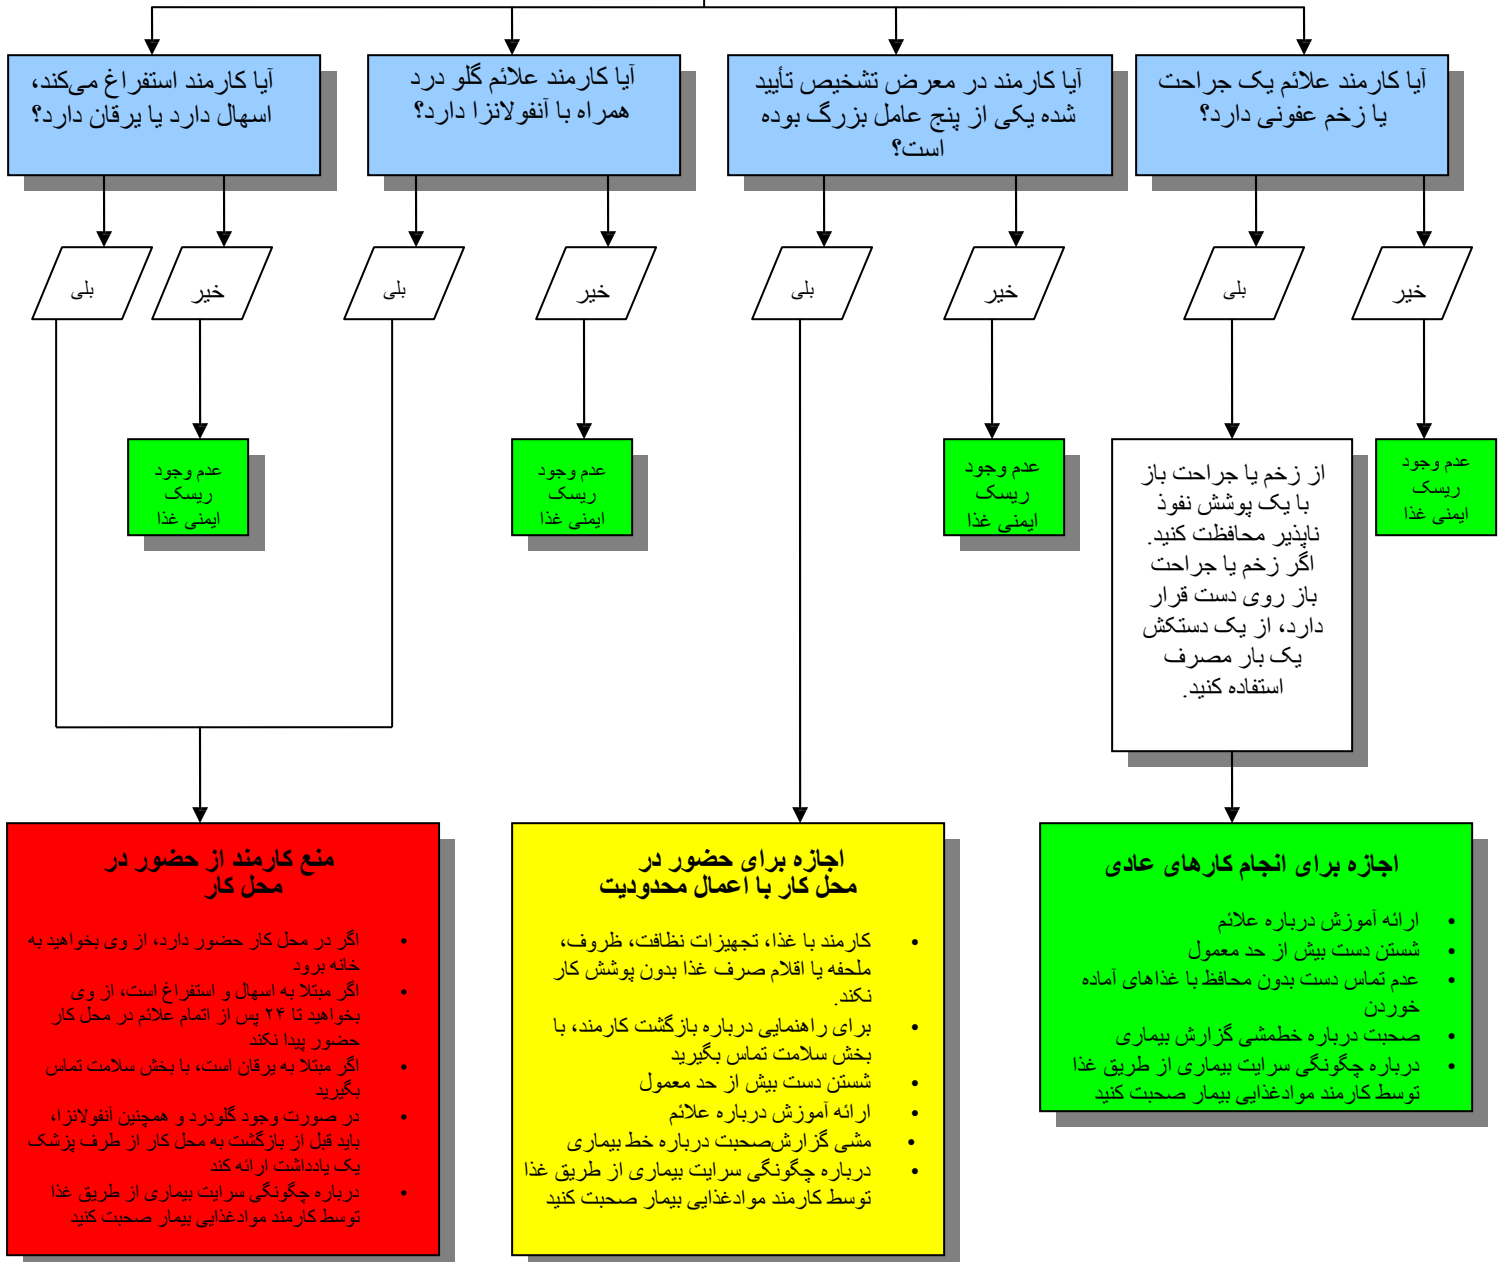 آیا کارمند علائم یک جراحت
یا زخم عفونی دارد؟
آیا کارمند در معرض تشخیص تأیید
شده یکی از پنج عامل بزرگ بوده
است؟
آیا کارمند علائم گلو درد
همراه با آنفولانزا دارد؟
آیا کارمند استفراغ می‌کند،
اسهال دارد یا یرقان دارد؟
خیر
بلی
خیر
بلی
خیر
بلی
خیر
بلی
عدم وجود
ریسک
ایمنی غذا
از زخم یا جراحت باز
با یک پوشش نفوذ
ناپذیر محافظت کنید.
اگر زخم یا جراحت
باز روی دست قرار
دارد، از یک دستکش
یک بار مصرف
استفاده کنید.
عدم وجود
ریسک
ایمنی غذا
عدم وجود
ریسک
ایمنی غذا
عدم وجود
ریسک
ایمنی غذا
اجازه برای انجام کارهای عادی
• ارائه آموزش درباره علائم
• شستن دست بیش از حد معمول
• عدم تماس دست بدون محافظ با غذاهای آماده
خوردن
• صحبت درباره خطمشی گزارش بیماری
• درباره چگونگی سرایت بیماری از طریق غذا
توسط کارمند موادغذایی بیمار صحبت کنید
اجازه برای حضور در
محل کار با اعمال محدودیت
• کارمند با غذا، تجهیزات نظافت، ظروف،
ملحفه یا اقلام صرف غذا بدون پوشش کار
نکند.
• برای راهنمایی درباره بازگشت کارمند، با
بخش سلامت تماس بگیرید
• شستن دست بیش از حد معمول
• ارائه آموزش درباره علائم
• مشی گزارش‌صحبت درباره خط بیماری
• درباره چگونگی سرایت بیماری از طریق غذا
توسط کارمند موادغذایی بیمار صحبت کنید
منع کارمند از حضور در
محل کار
• اگر در محل کار حضور دارد، از وی بخواهید به
خانه برود
• اگر مبتلا به اسهال و استفراغ است، از وی
بخواهید تا ۲۴ پس از اتمام علائم در محل کار
حضور پیدا نکند
• اگر مبتلا به یرقان است، با بخش سلامت تماس
بگیرید
• در صورت وجود گلودرد و همچنین آنفولانزا،
باید قبل از بازگشت به محل کار از طرف پزشک
یک یادداشت ارائه کند
• درباره چگونگی سرایت بیماری از طریق غذا
توسط کارمند موادغذایی بیمار صحبت کنید